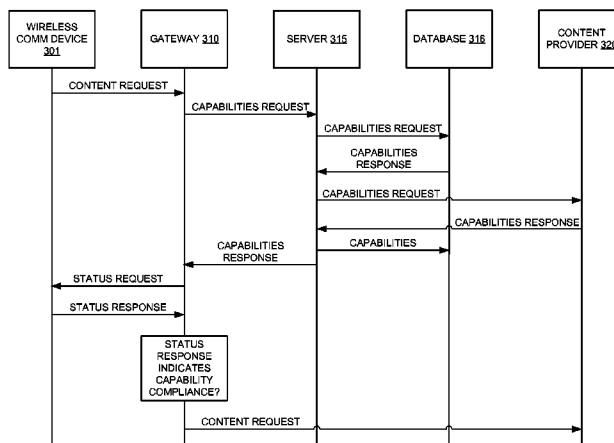 WIRELESS
COMM DEVICE
301
GATEWAY 310
SERVER 315
DATABASE 316
CONTENT
PROVIDER 320
CONTENT REQUEST
CAPABILITIES REQUEST
CAPABILITIES REQUEST
CAPABILITIES
RESPONSE
CAPABILITIES REQUEST
CAPABILITIES RESPONSE
CAPABILITIES
RESPONSE
CAPABILITIES
STATUS REQUEST
STATUS RESPONSE
STATUS
RESPONSE
INDICATES
CAPABILITY
COMPLIANCE?
CONTENT REQUEST